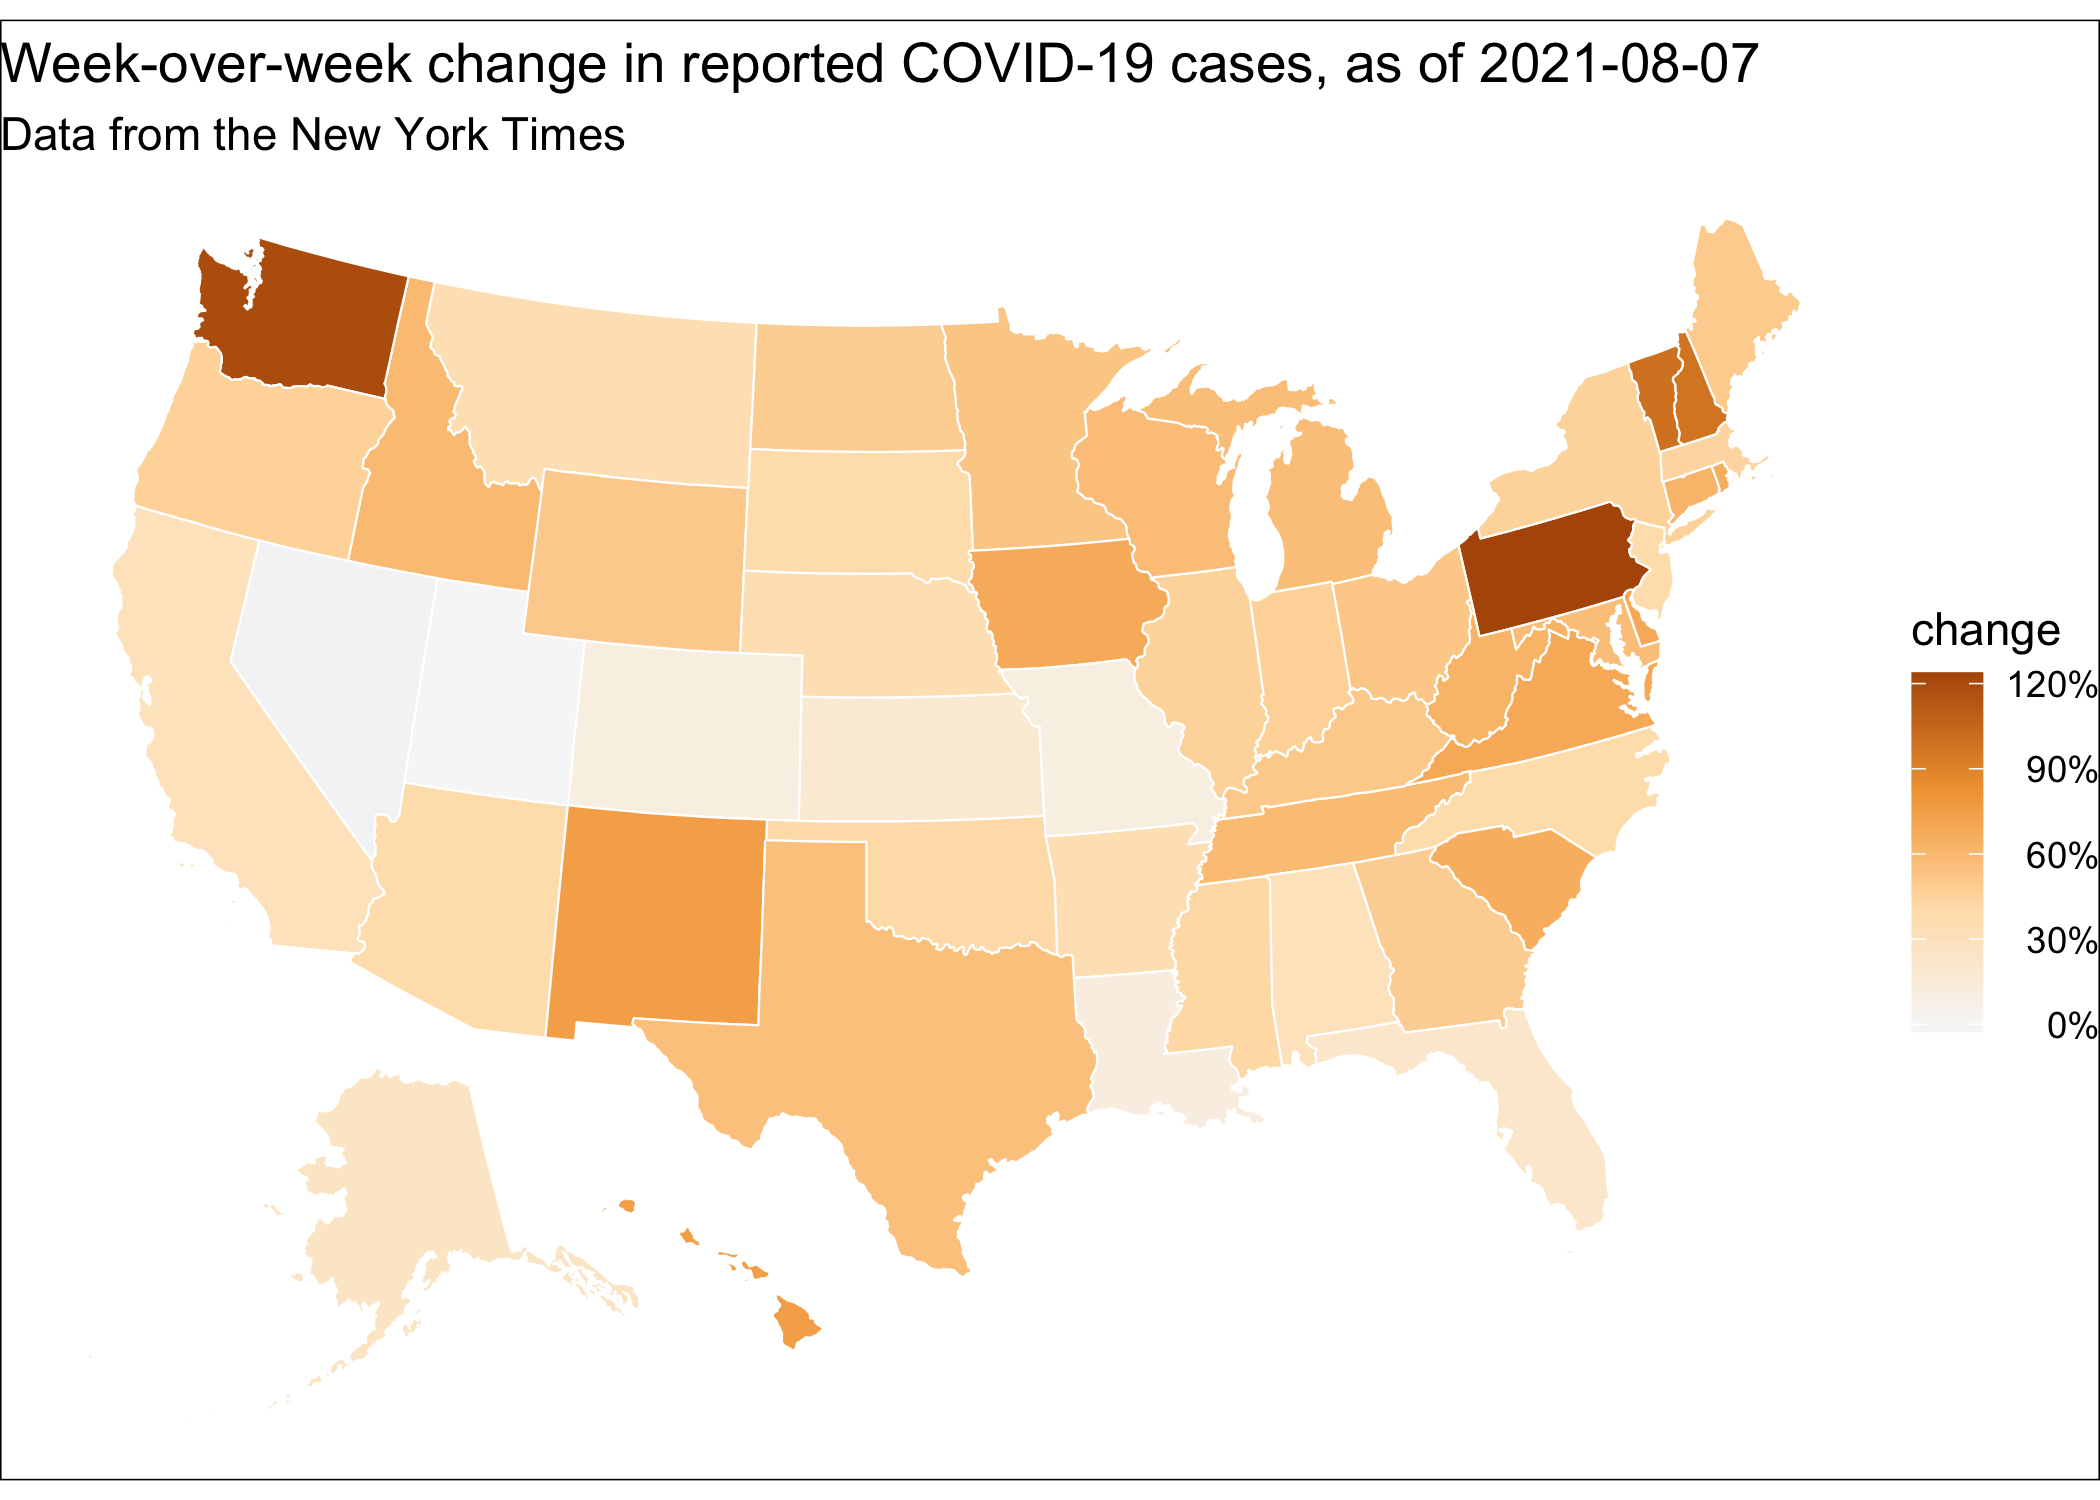 Week-over-week change in reported COVID-19 cases, as of 2021-08-07
Data from the New York Times
change
120%
90%
60%
30%
0%